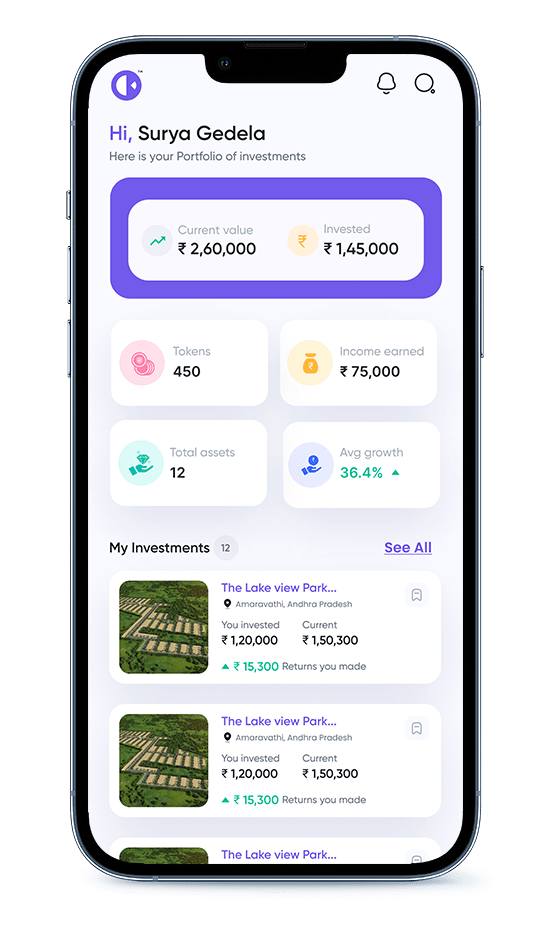 ™
Hi, Surya Gedela
Here is your Portfolio of investments
Current value
₹ 2,60,000
Invested
₹ 1,45,000
Tokens
450
Income earned
₹ 75,000
Total assets
12
Avg growth
36.4%
My Investments 12
See All
The Lake view Park...
Amaravathi, Andhra Pradesh
You invested Current
₹ 1,20,000 ₹ 1,50,300
₹ 15,300 Returns you made
The Lake view Park...
Amaravathi, Andhra Pradesh
You invested Current
₹ 1,20,000 ₹ 1,50,300
₹ 15,300 Returns you made
The Lake view Park...